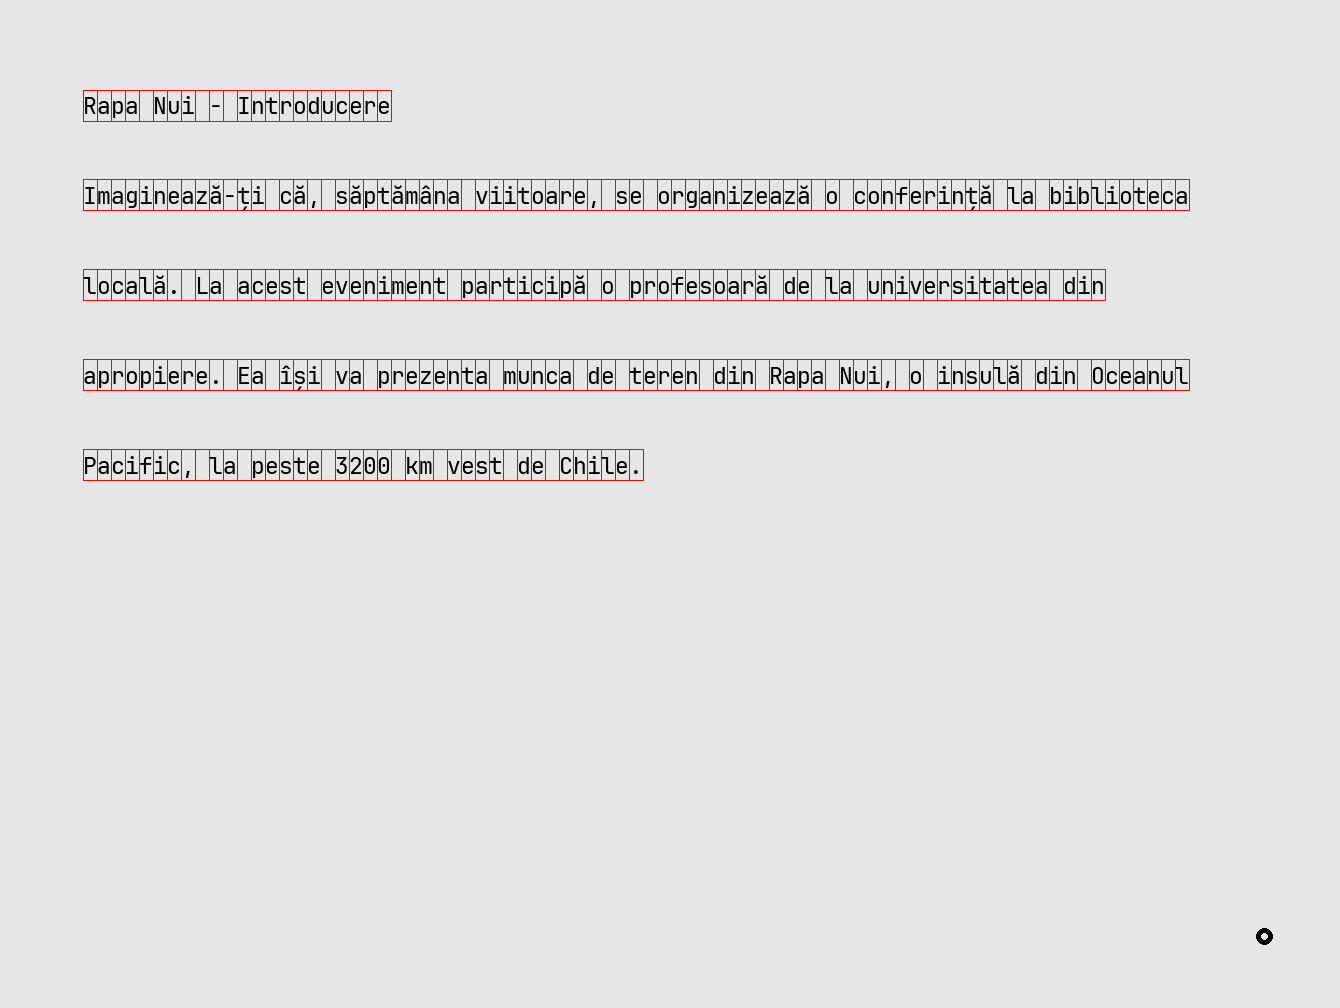 Rapa Nui - Introducere
Imaginează-ți că, săptămâna viitoare, se organizează o conferință la biblioteca
locală. La acest eveniment participă o profesoară de la universitatea din
apropiere. Ea își va prezenta munca de teren din Rapa Nui, o insulă din Oceanul
Pacific, la peste 3200 km vest de Chile.